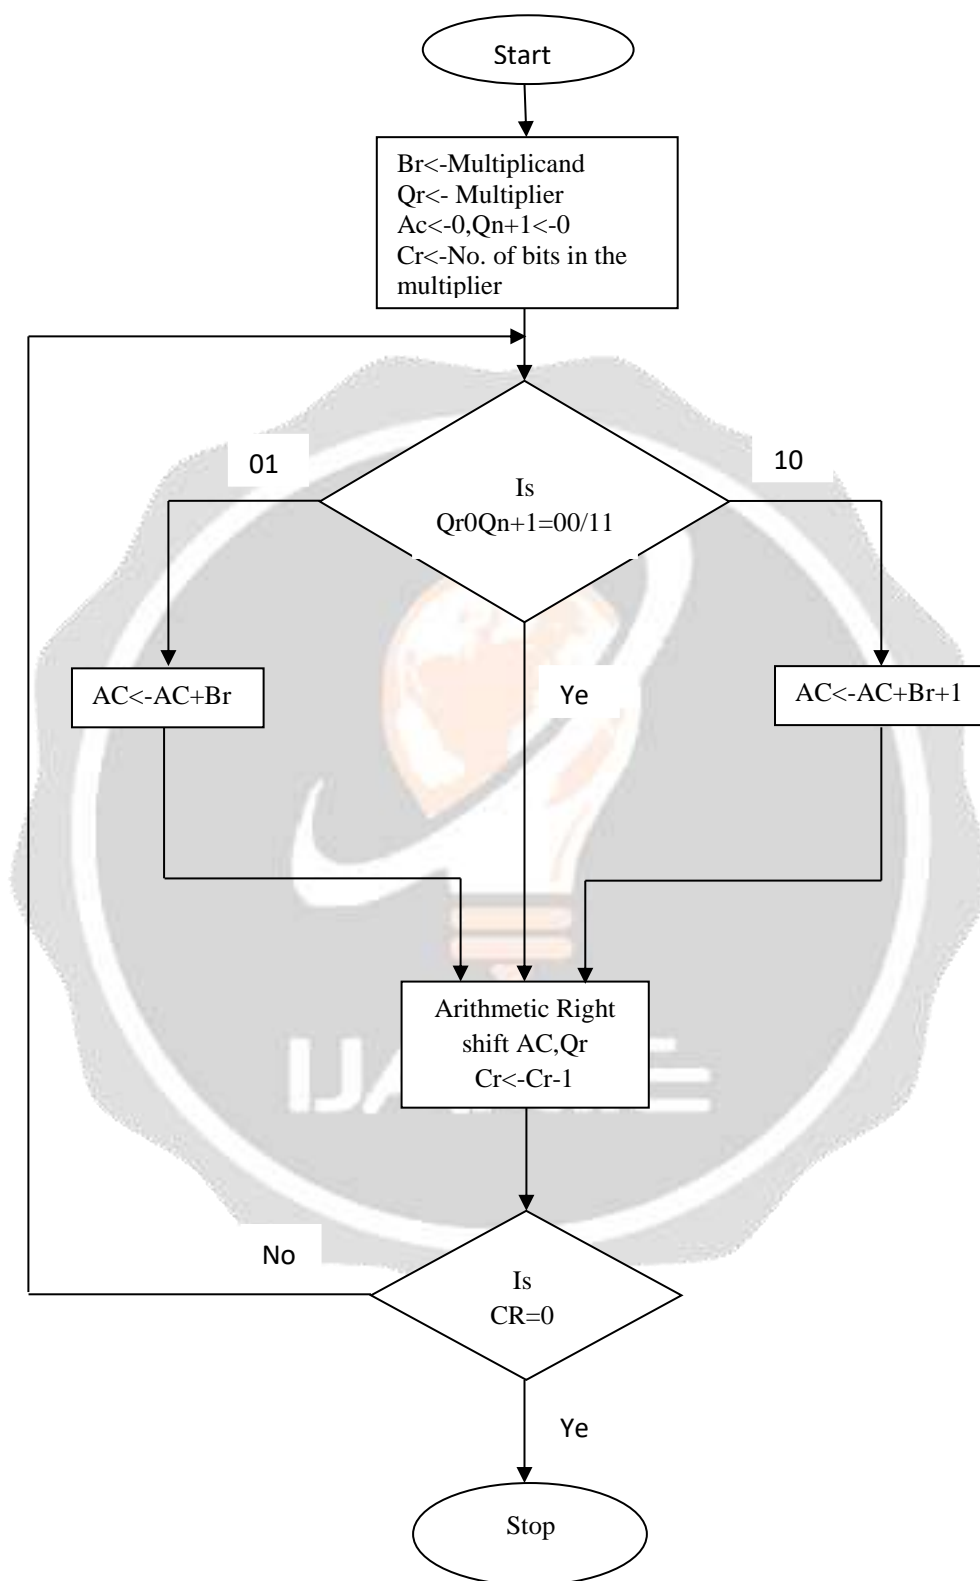 Start
Br<-Multiplicand
Qr<- Multiplier
Ac<-0,Qn+1<-0
Cr<-No. of bits in the
multiplier
01
10
Is
Qr0Qn+1=00/11
AC<-AC+Br
Ye
AC<-AC+Br+1
Arithmetic Right
shift AC,Qr
Cr<-Cr-1
No
Is
CR=0
Ye
Stop